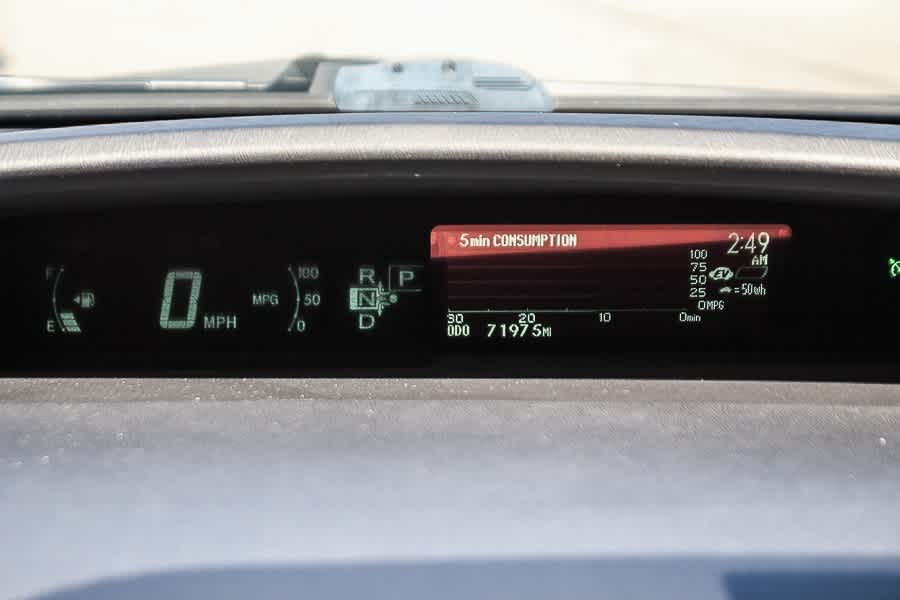 F
E
0 MPH
MPG
100
50
0
R
P
N
D
5min CONSUMPTION
2:49
AM
100
75
50
25
0MPG
EV
=50Wh
30 20 10 0min
ODO 71975MI